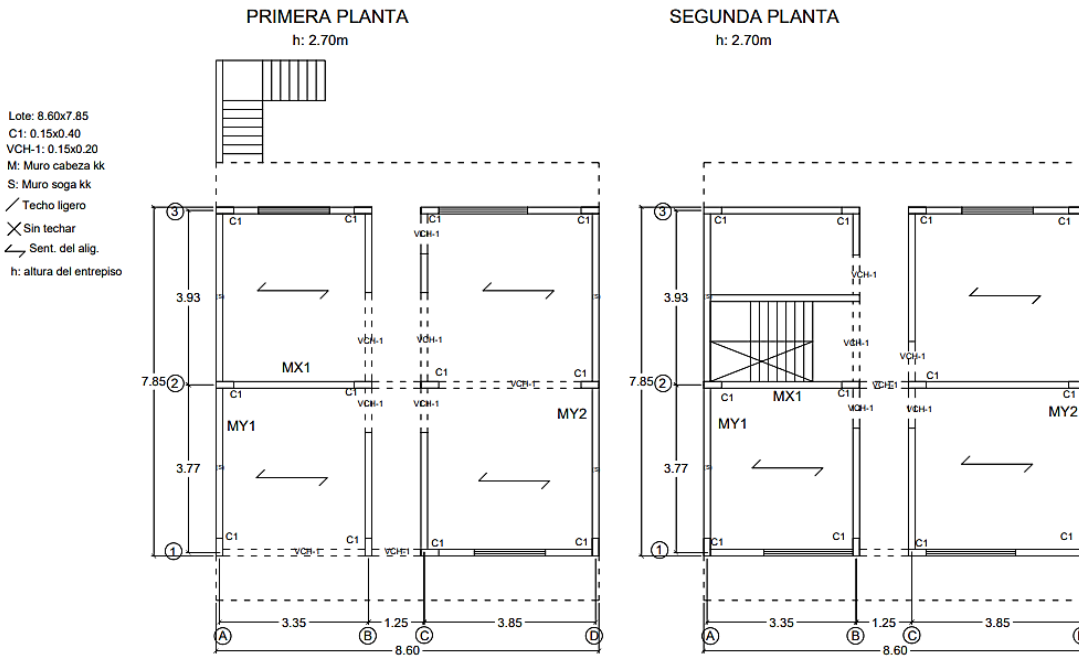 PRIMERA PLANTA
h: 2.70m
SEGUNDA PLANTA
h: 2.70m
Lote: 8.60x7.85
C1: 0.15x0.40
VCH-1: 0.15x0.20
M: Muro cabeza kk
S: Muro soga kk
Techo ligero
Sin techar
Sent. del alig.
h: altura del entrepiso
3
C1
C1
C1
C1
VCH-1
3.93
(S)
(S)
VCH-1
VCH-1
MX1
7.85
2
C1
C1
C1
C1
VCH-1
VCH-1
VCH-1
MY1
MY2
3.77
(S)
(S)
C1
C1
C1
C1
1
VCH-1
VCH-1
3.35
1.25
3.85
A
B
C
D
8.60
3
C1
C1
C1
C1
VCH-1
3.93
(S)
VCH-1
VCH-1
7.85
2
C1
C1
C1
C1
VCH-1
MX1
VCH-1
VCH-1
MY1
MY2
3.77
(S)
C1
C1
C1
C1
1
3.35
1.25
3.85
A
B
C
8.60